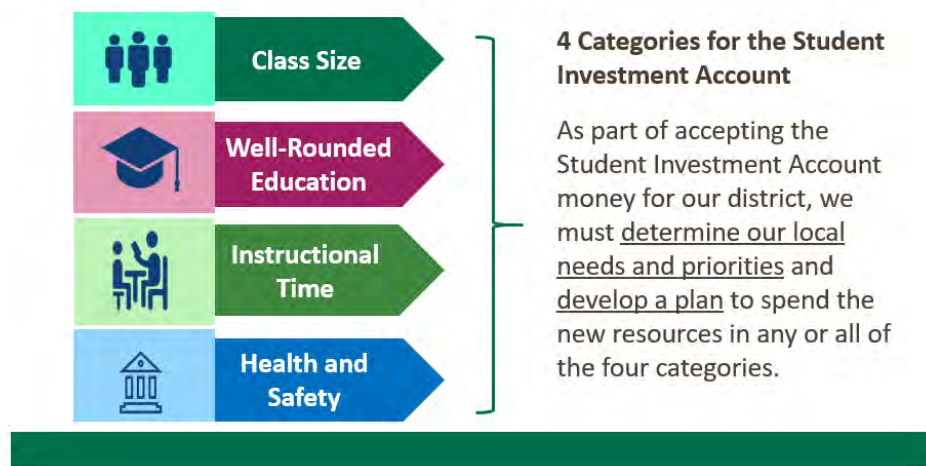 Class Size
Well-Rounded
Education
Instructional
Time
Health and
Safety
4 Categories for the Student
Investment Account
As part of accepting the
Student Investment Account
money for our district, we
must determine our local
needs and priorities and
develop a plan to spend the
new resources in any or all of
the four categories.